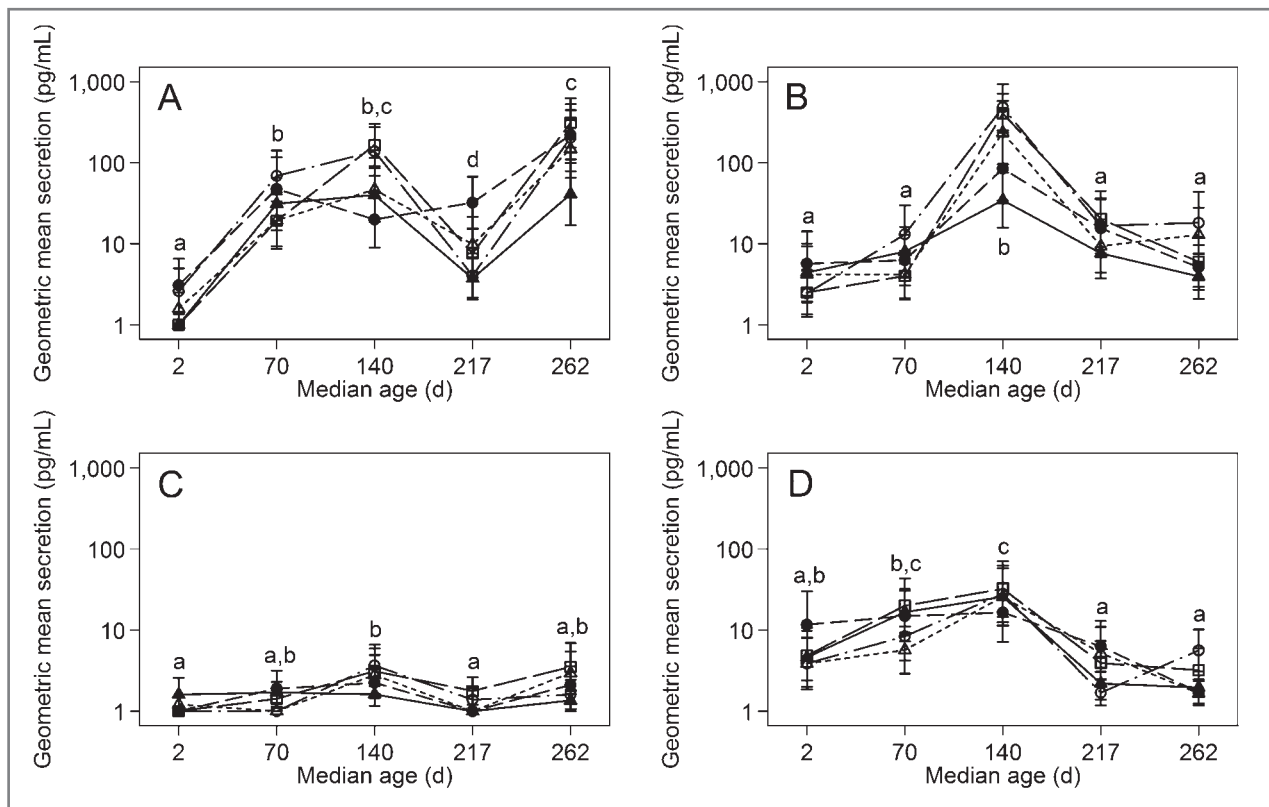 Geometric mean secretion (pg/mL)
A
1,000
100
10
1
a
b
b,c
d
c
2 70 140 217 262
Median age (d)
Geometric mean secretion (pg/mL)
B
1,000
100
10
1
a
a
b
a
a
2 70 140 217 262
Median age (d)
Geometric mean secretion (pg/mL)
C
1,000
100
10
1
a
a,b
b
a
a,b
2 70 140 217 262
Median age (d)
Geometric mean secretion (pg/mL)
D
1,000
100
10
1
a,b
b,c
c
a
a
2 70 140 217 262
Median age (d)